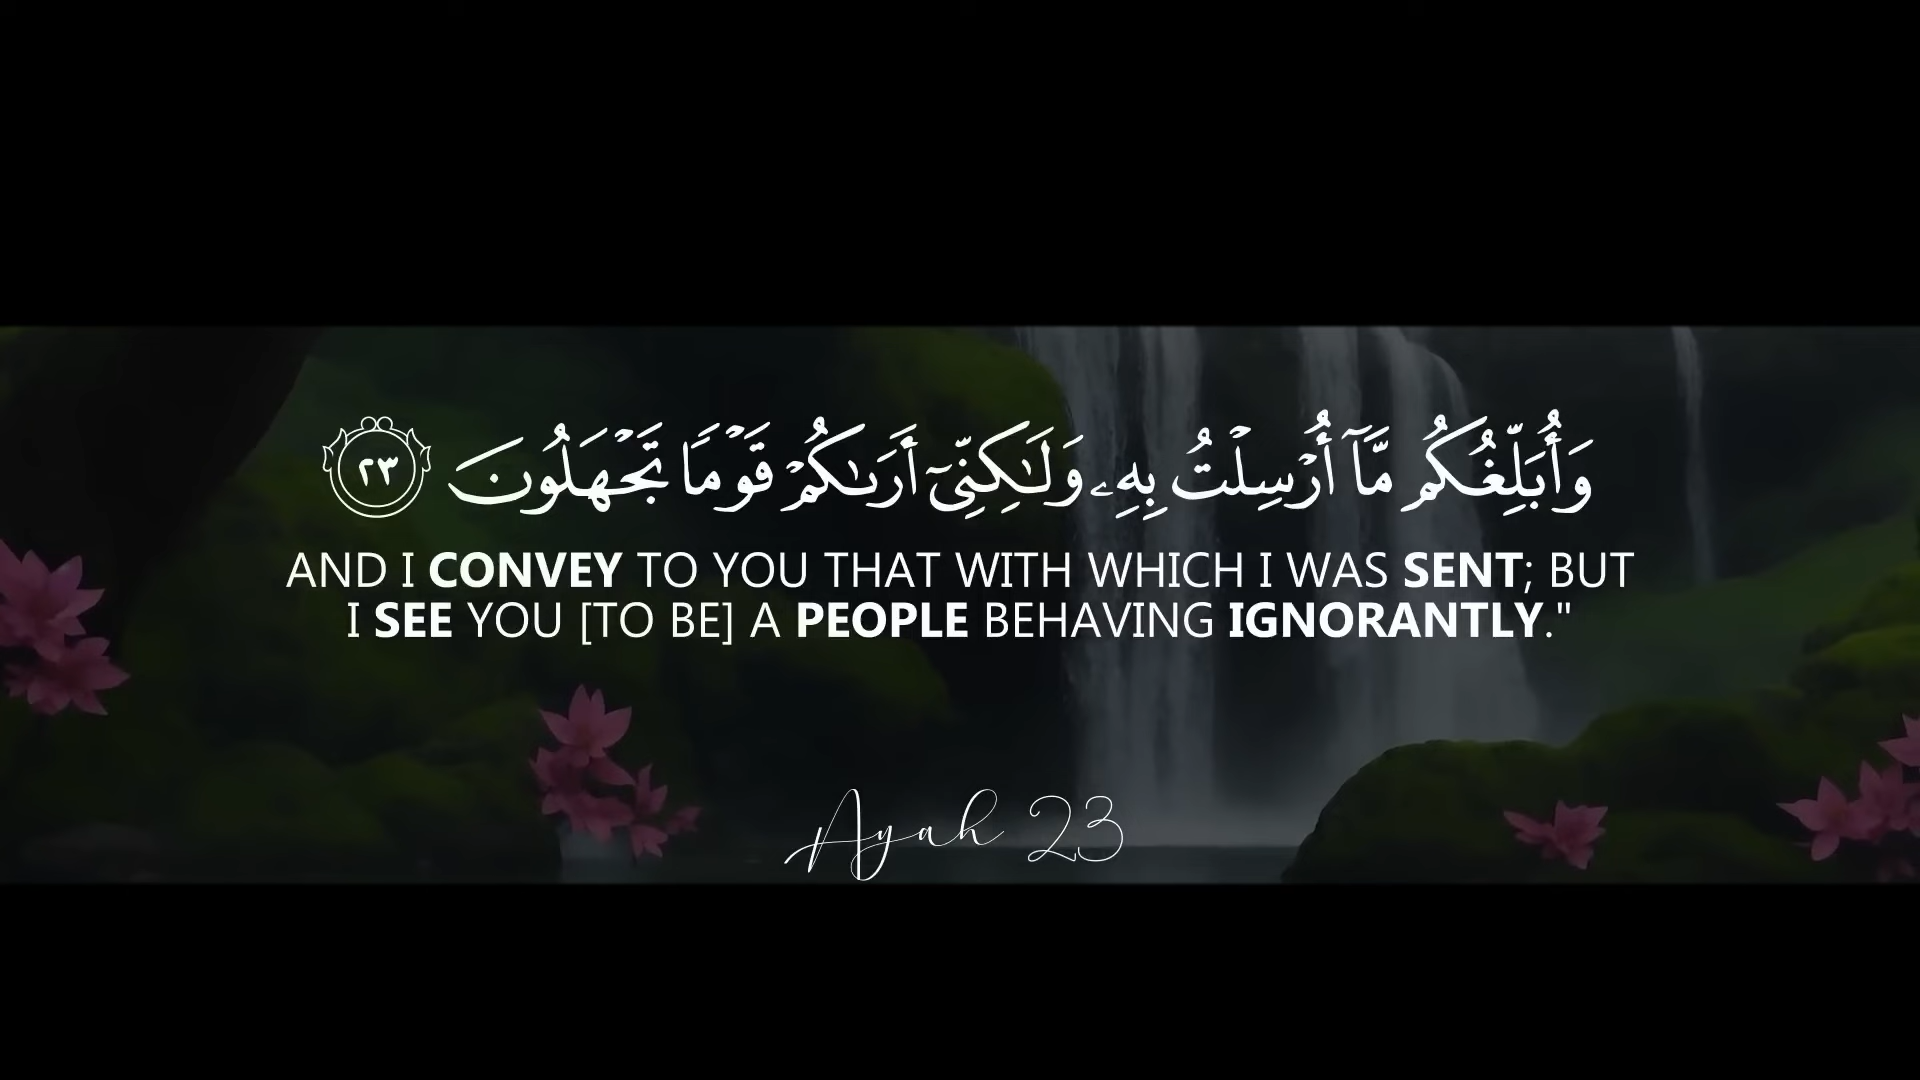 وَأُبَلِّغُكُم مَّآ أُرْسِلْتُ بِهِۦ وَلَـٰكِنِّىٓ أَرَىٰكُمْ قَوْمًا تَجْهَلُونَ ٢٣
AND I CONVEY TO YOU THAT WITH WHICH I WAS SENT; BUT
I SEE YOU [TO BE] A PEOPLE BEHAVING IGNORANTLY."
Ayah 23